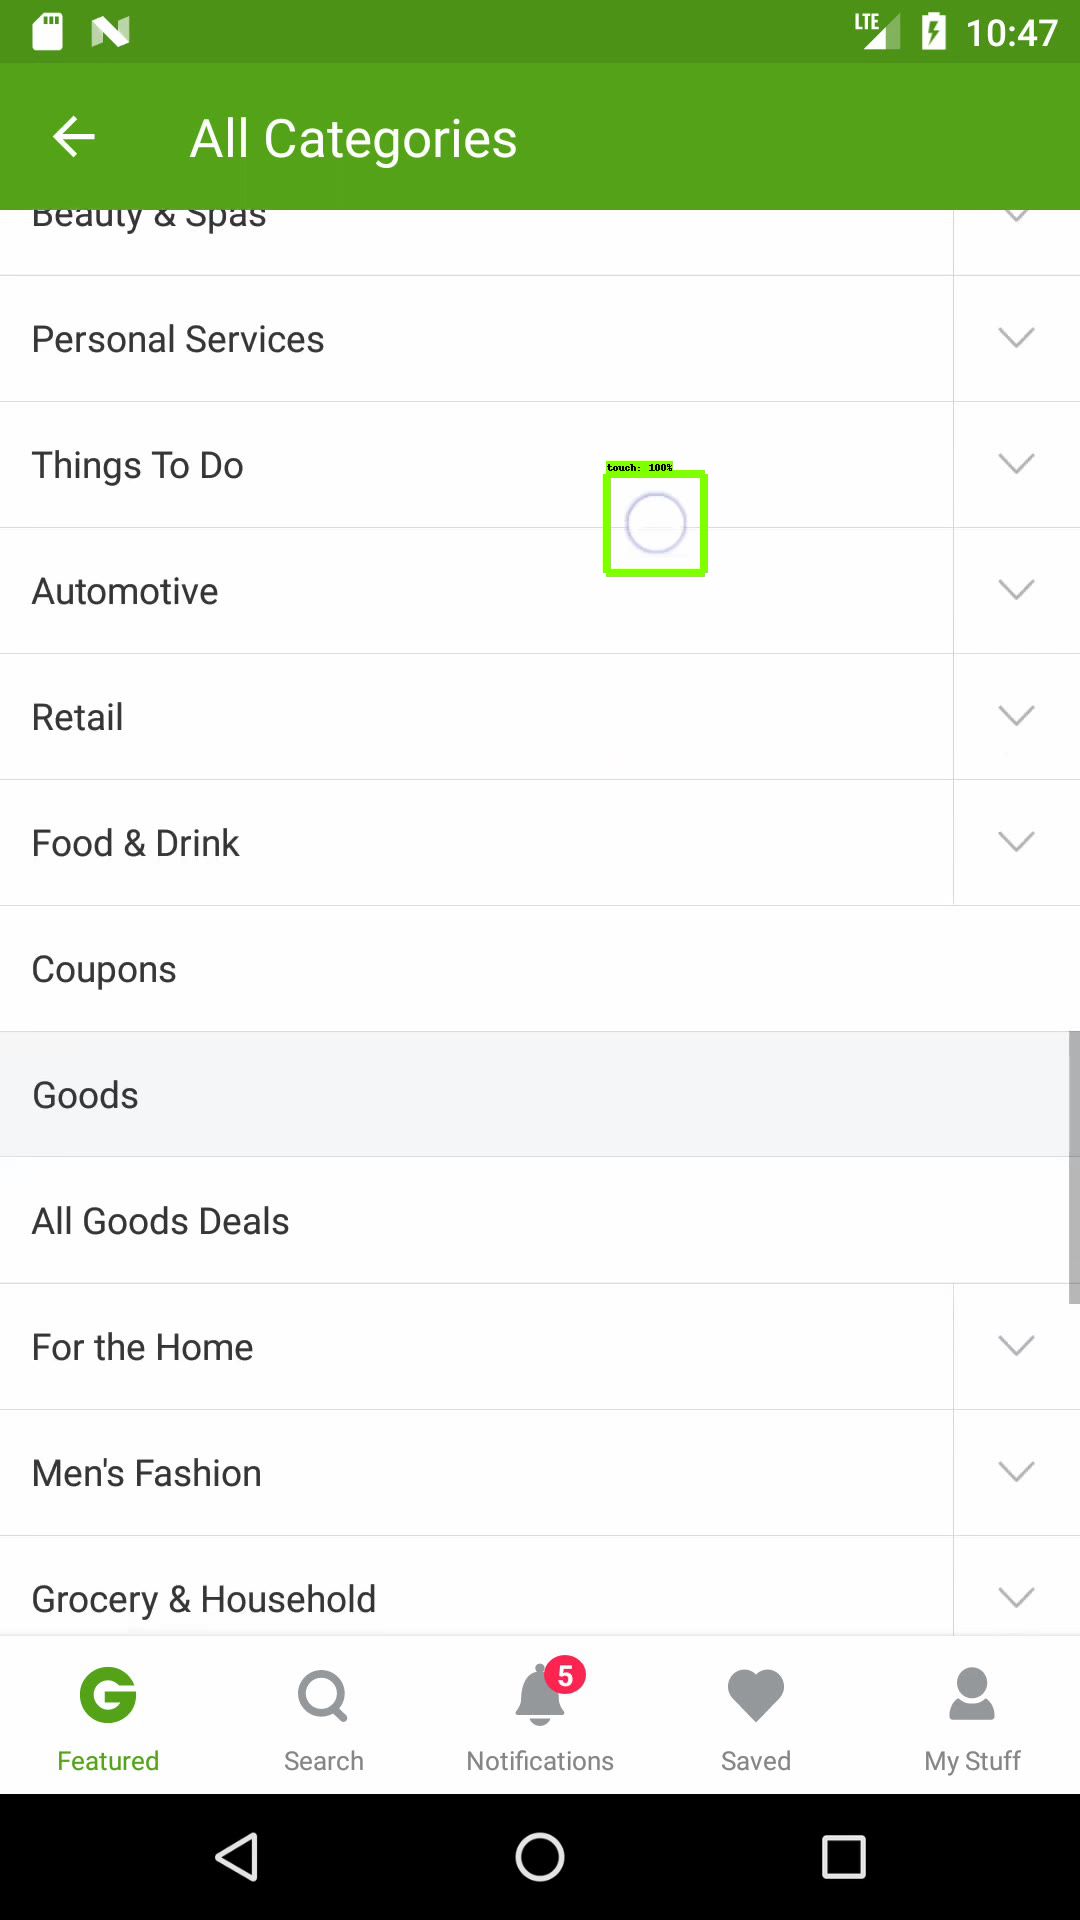 LTE 10:47
All Categories
Beauty & Spas
Personal Services
Things To Do
touch: 100%
Automotive
Retail
Food & Drink
Coupons
Goods
All Goods Deals
For the Home
Men's Fashion
Grocery & Household
5
Featured Search Notifications Saved My Stuff